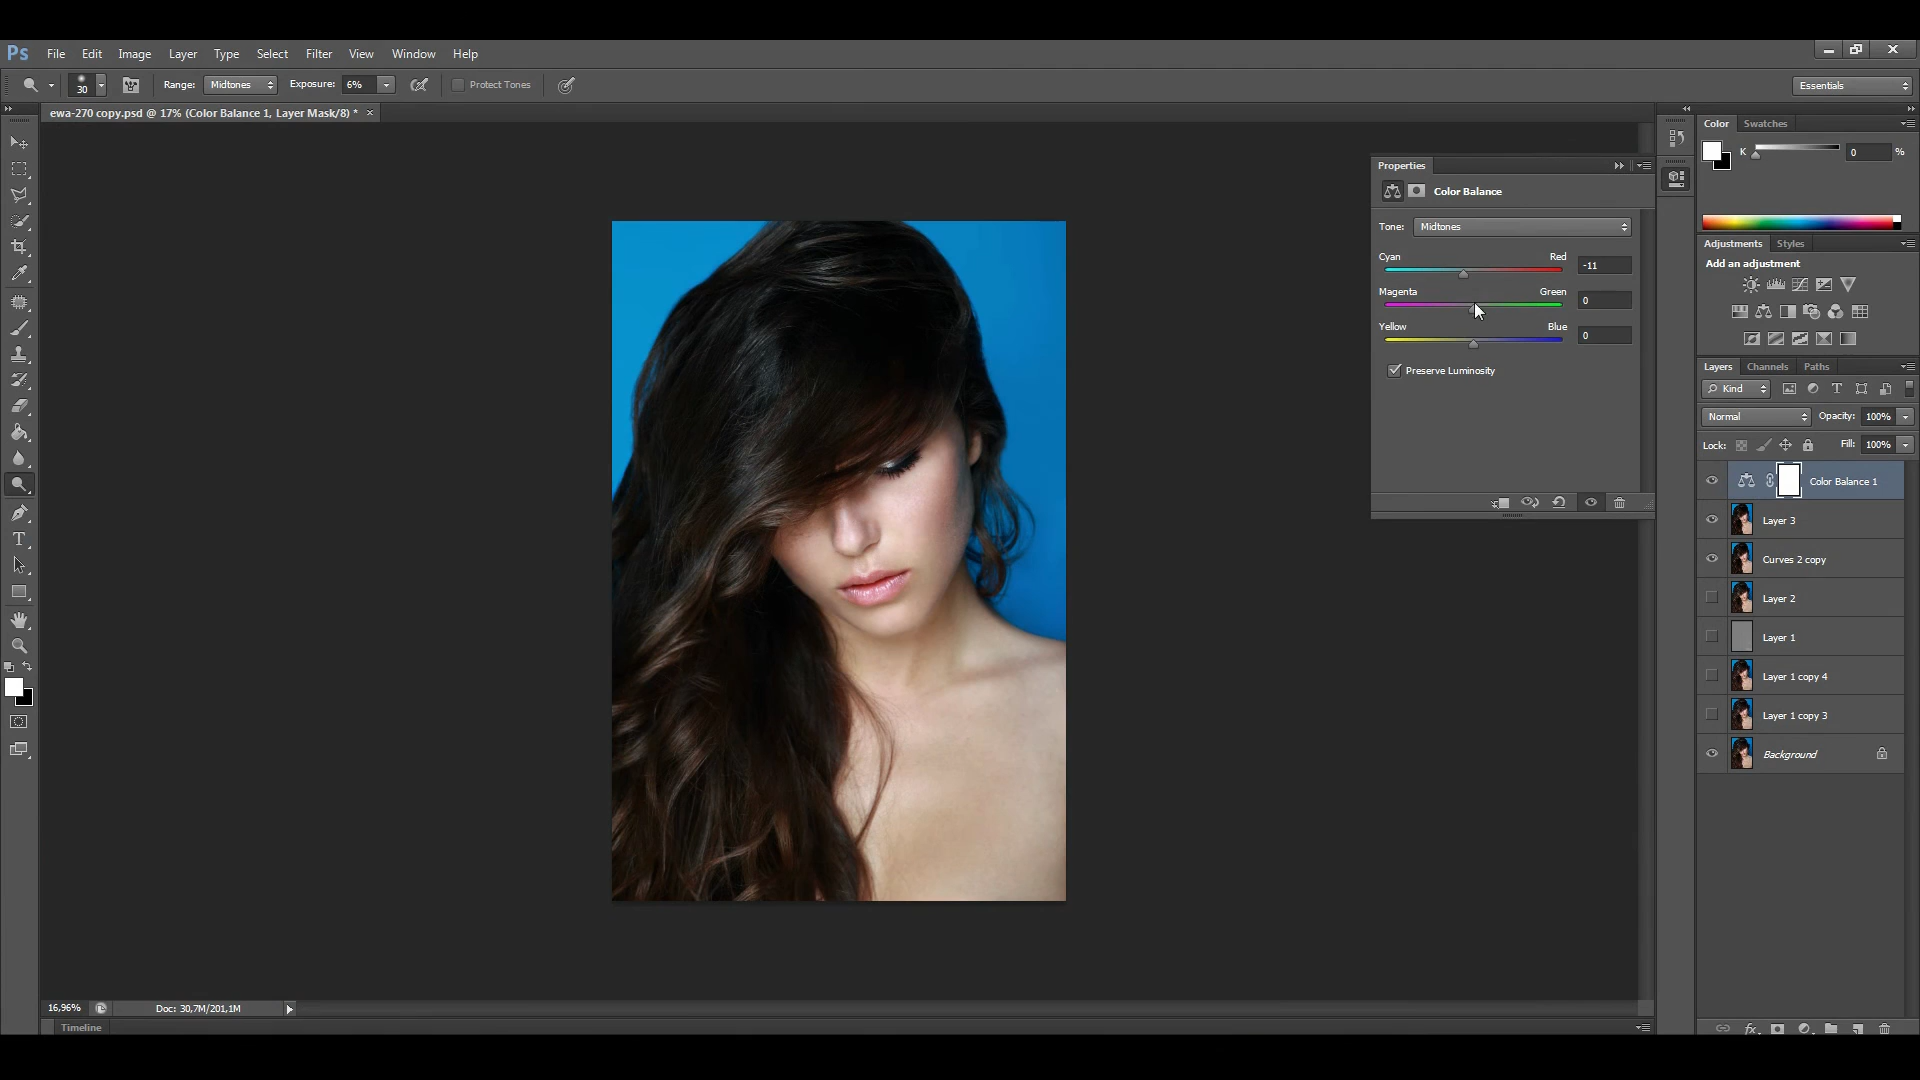 Ps File Edit Image Layer Type Select Filter View Window Help
30 Range: Midtones Exposure: 6% Protect Tones Essentials
ewa-270 copy.psd @ 17% (Color Balance 1, Layer Mask/8) * ×
Color Swatches
K 0 %
Properties
Color Balance
Tone: Midtones
Cyan Red -11
Magenta Green 0
Yellow Blue 0
Preserve Luminosity
Adjustments Styles
Add an adjustment
Layers Channels Paths
Kind
Normal Opacity: 100%
Lock: Fill: 100%
Color Balance 1
Layer 3
Curves 2 copy
Layer 2
Layer 1
Layer 1 copy 4
Layer 1 copy 3
Background
16,96% Doc: 30,7M/201,1M
Timeline